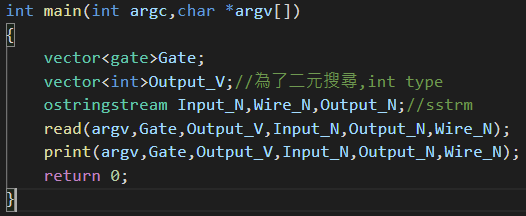 int main(int argc,char *argv[])
{
vector<gate>Gate;
vector<int>Output_V;//為了二元搜尋,int type
ostringstream Input_N,Wire_N,Output_N;//sstrm
read(argv,Gate,Output_V,Input_N,Output_N,Wire_N);
print(argv,Gate,Output_V,Input_N,Output_N,Wire_N);
return 0;
}